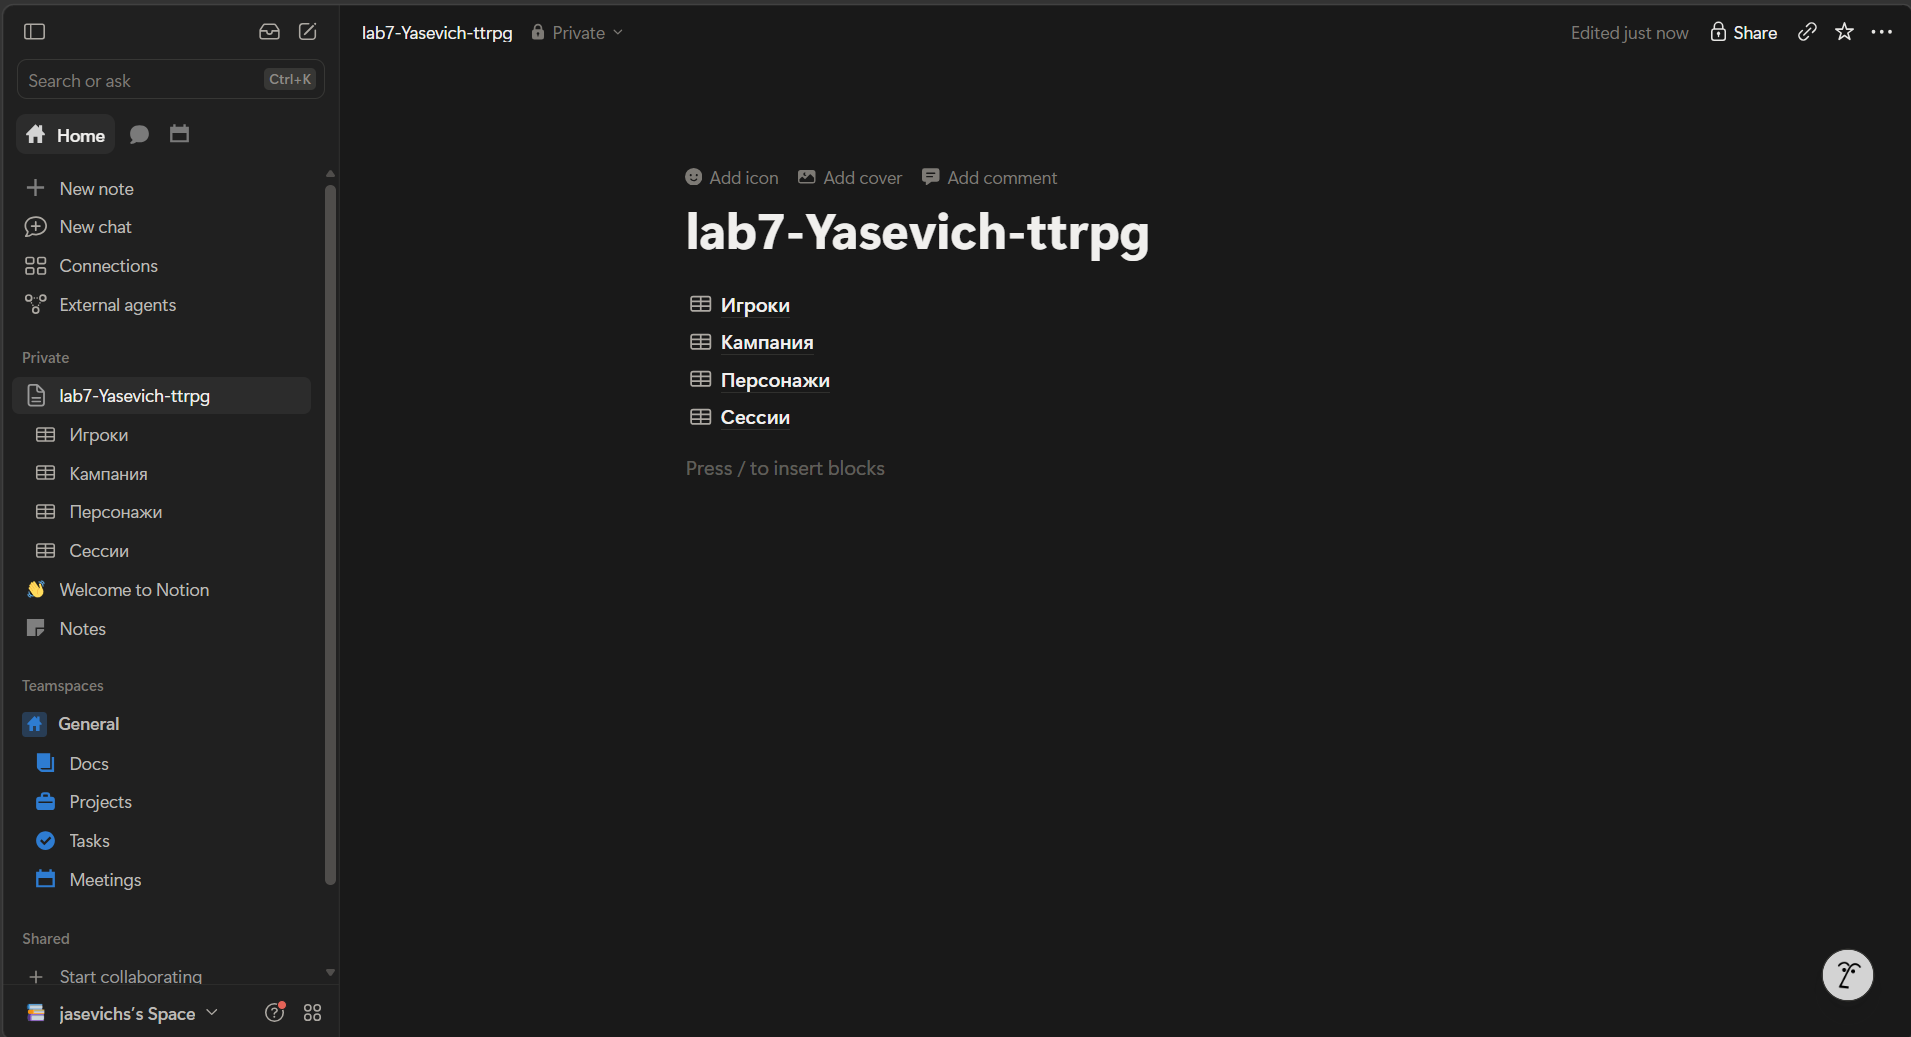 Search or ask Ctrl+K
Home
New note
New chat
Connections
External agents
Private
lab7-Yasevich-ttrpg
Игроки
Кампания
Персонажи
Сессии
Welcome to Notion
Notes
Teamspaces
General
Docs
Projects
Tasks
Meetings
Shared
Start collaborating
jasevichs's Space
lab7-Yasevich-ttrpg Private
Edited just now Share
Add icon Add cover Add comment
lab7-Yasevich-ttrpg
Игроки
Кампания
Персонажи
Сессии
Press / to insert blocks